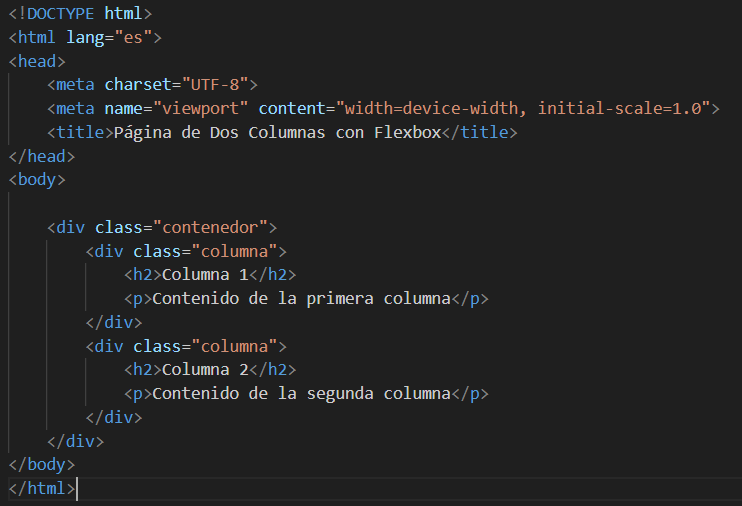 <!DOCTYPE html>
<html lang="es">
<head>
    <meta charset="UTF-8">
    <meta name="viewport" content="width=device-width, initial-scale=1.0">
    <title>Página de Dos Columnas con Flexbox</title>
</head>
<body>

    <div class="contenedor">
        <div class="columna">
            <h2>Columna 1</h2>
            <p>Contenido de la primera columna</p>
        </div>
        <div class="columna">
            <h2>Columna 2</h2>
            <p>Contenido de la segunda columna</p>
        </div>
    </div>
</body>
</html>